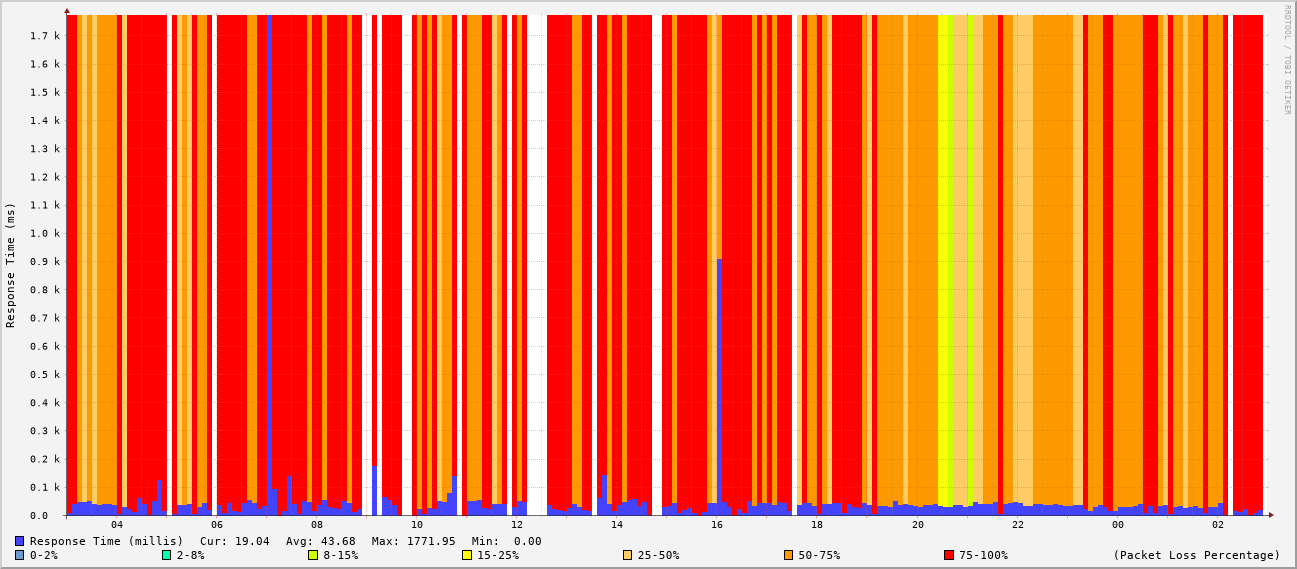 RRDTOOL / TOBI OETIKER
Response Time (ms)
1.7 k
1.6 k
1.5 k
1.4 k
1.3 k
1.2 k
1.1 k
1.0 k
0.9 k
0.8 k
0.7 k
0.6 k
0.5 k
0.4 k
0.3 k
0.2 k
0.1 k
0.0
04 06 08 10 12 14 16 18 20 22 00 02
Response Time (millis) Cur: 19.04 Avg: 43.68 Max: 1771.95 Min: 0.00
0-2% 2-8% 8-15% 15-25% 25-50% 50-75% 75-100% (Packet Loss Percentage)